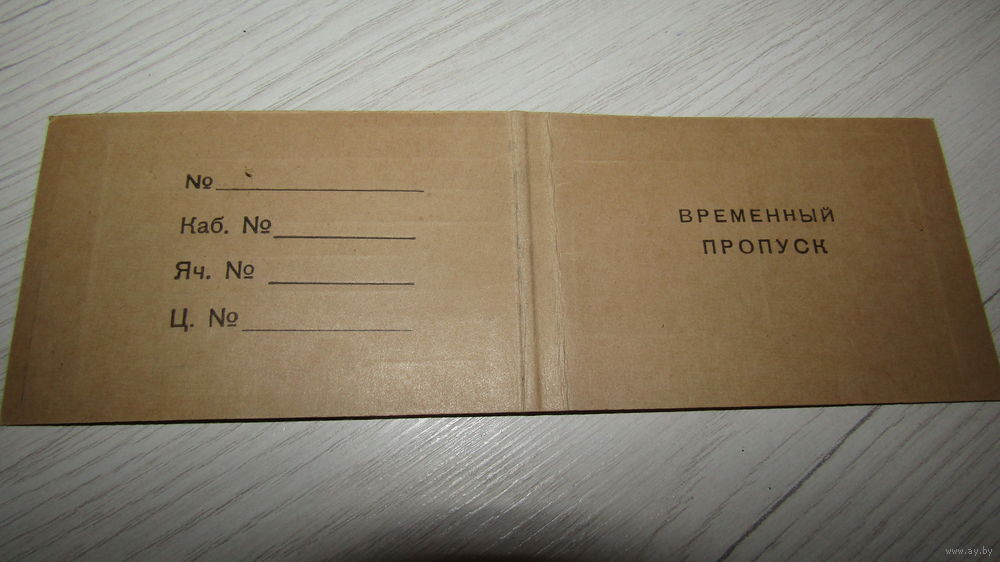 №
Каб. №
Яч. №
Ц. №
ВРЕМЕННЫЙ
ПРОПУСК
www.ay.by